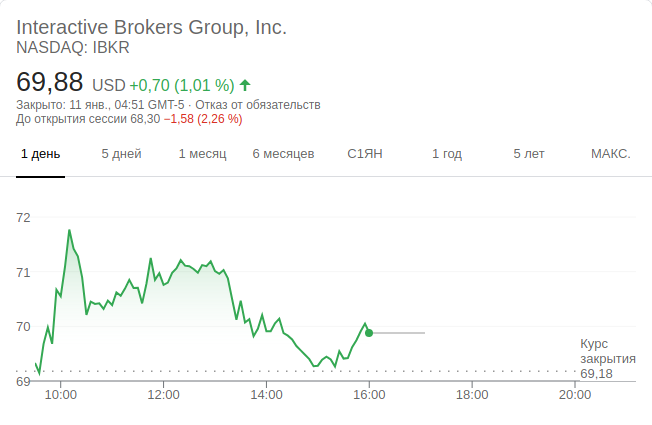 Interactive Brokers Group, Inc.
NASDAQ: IBKR
69,88 USD +0,70 (1,01 %)
Закрыто: 11 янв., 04:51 GMT-5 · Отказ от обязательств
До открытия сессии 68,30 −1,58 (2,26 %)
1 день 5 дней 1 месяц 6 месяцев С1ЯН 1 год 5 лет МАКС.
72
71
70
69
Курс
закрытия
69,18
10:00 12:00 14:00 16:00 18:00 20:00